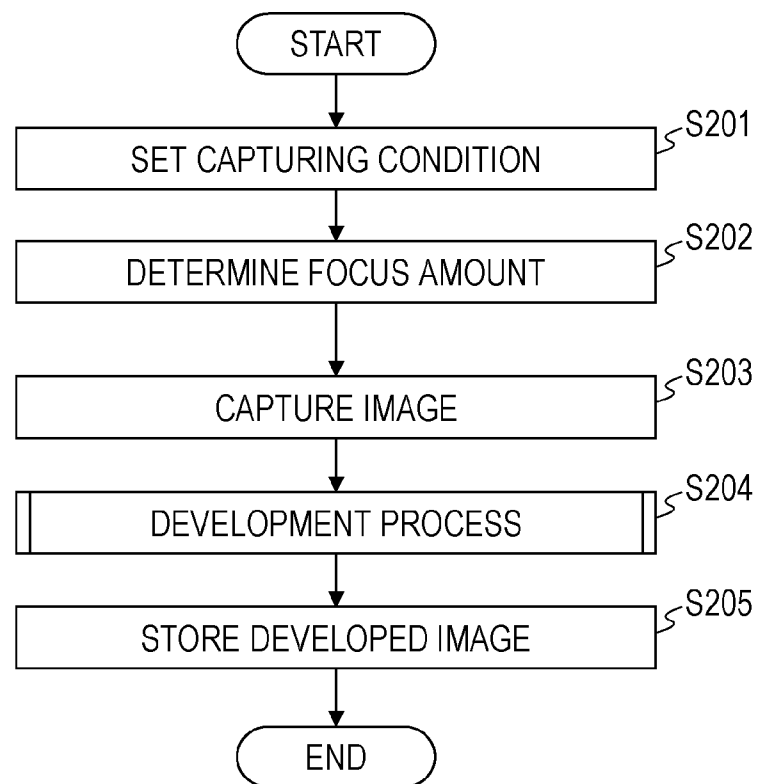 START
S201
SET CAPTURING CONDITION
S202
DETERMINE FOCUS AMOUNT
S203
CAPTURE IMAGE
S204
DEVELOPMENT PROCESS
S205
STORE DEVELOPED IMAGE
END